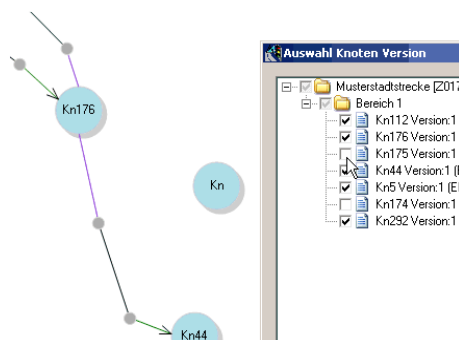 Kn176
Kn
Kn44
Auswahl Knoten Version
Musterstadtstrecke [Z017
Bereich 1
Kn112 Version:1
Kn176 Version:1
Kn175 Version:1
Kn44 Version:1 (E
Kn5 Version:1 (E
Kn174 Version:1
Kn292 Version:1